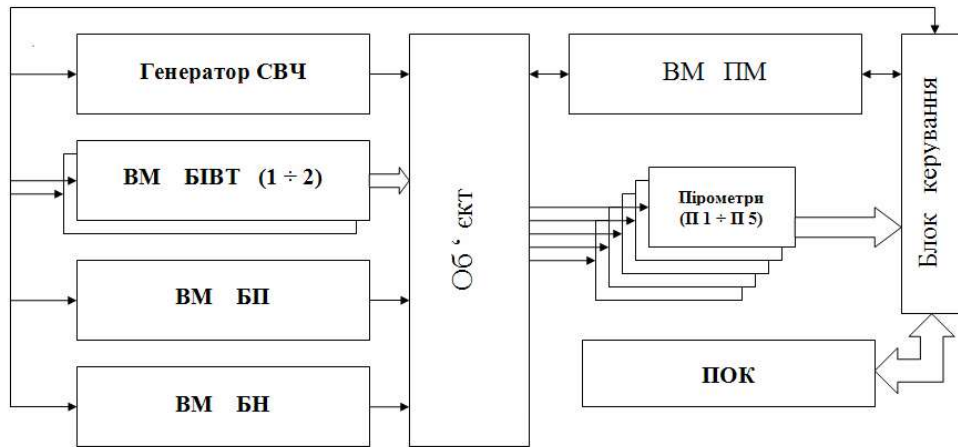 Генератор СВЧ
ВМ БІВТ (1 ÷ 2)
ВМ БП
ВМ БН
Об ‘ єкт
ВМ ПМ
Пірометри
(П 1 ÷ П 5)
ПОК
Блок керування